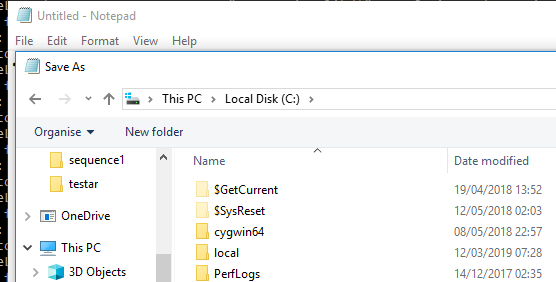 Untitled - Notepad
File Edit Format View Help
Save As
This PC Local Disk (C:)
Organise New folder
Name Date modified
sequence1
testar
OneDrive
This PC
3D Objects
$GetCurrent 19/04/2018 13:52
$SysReset 12/05/2018 02:03
cygwin64 08/05/2018 22:57
local 12/03/2019 07:28
PerfLogs 14/12/2017 02:35